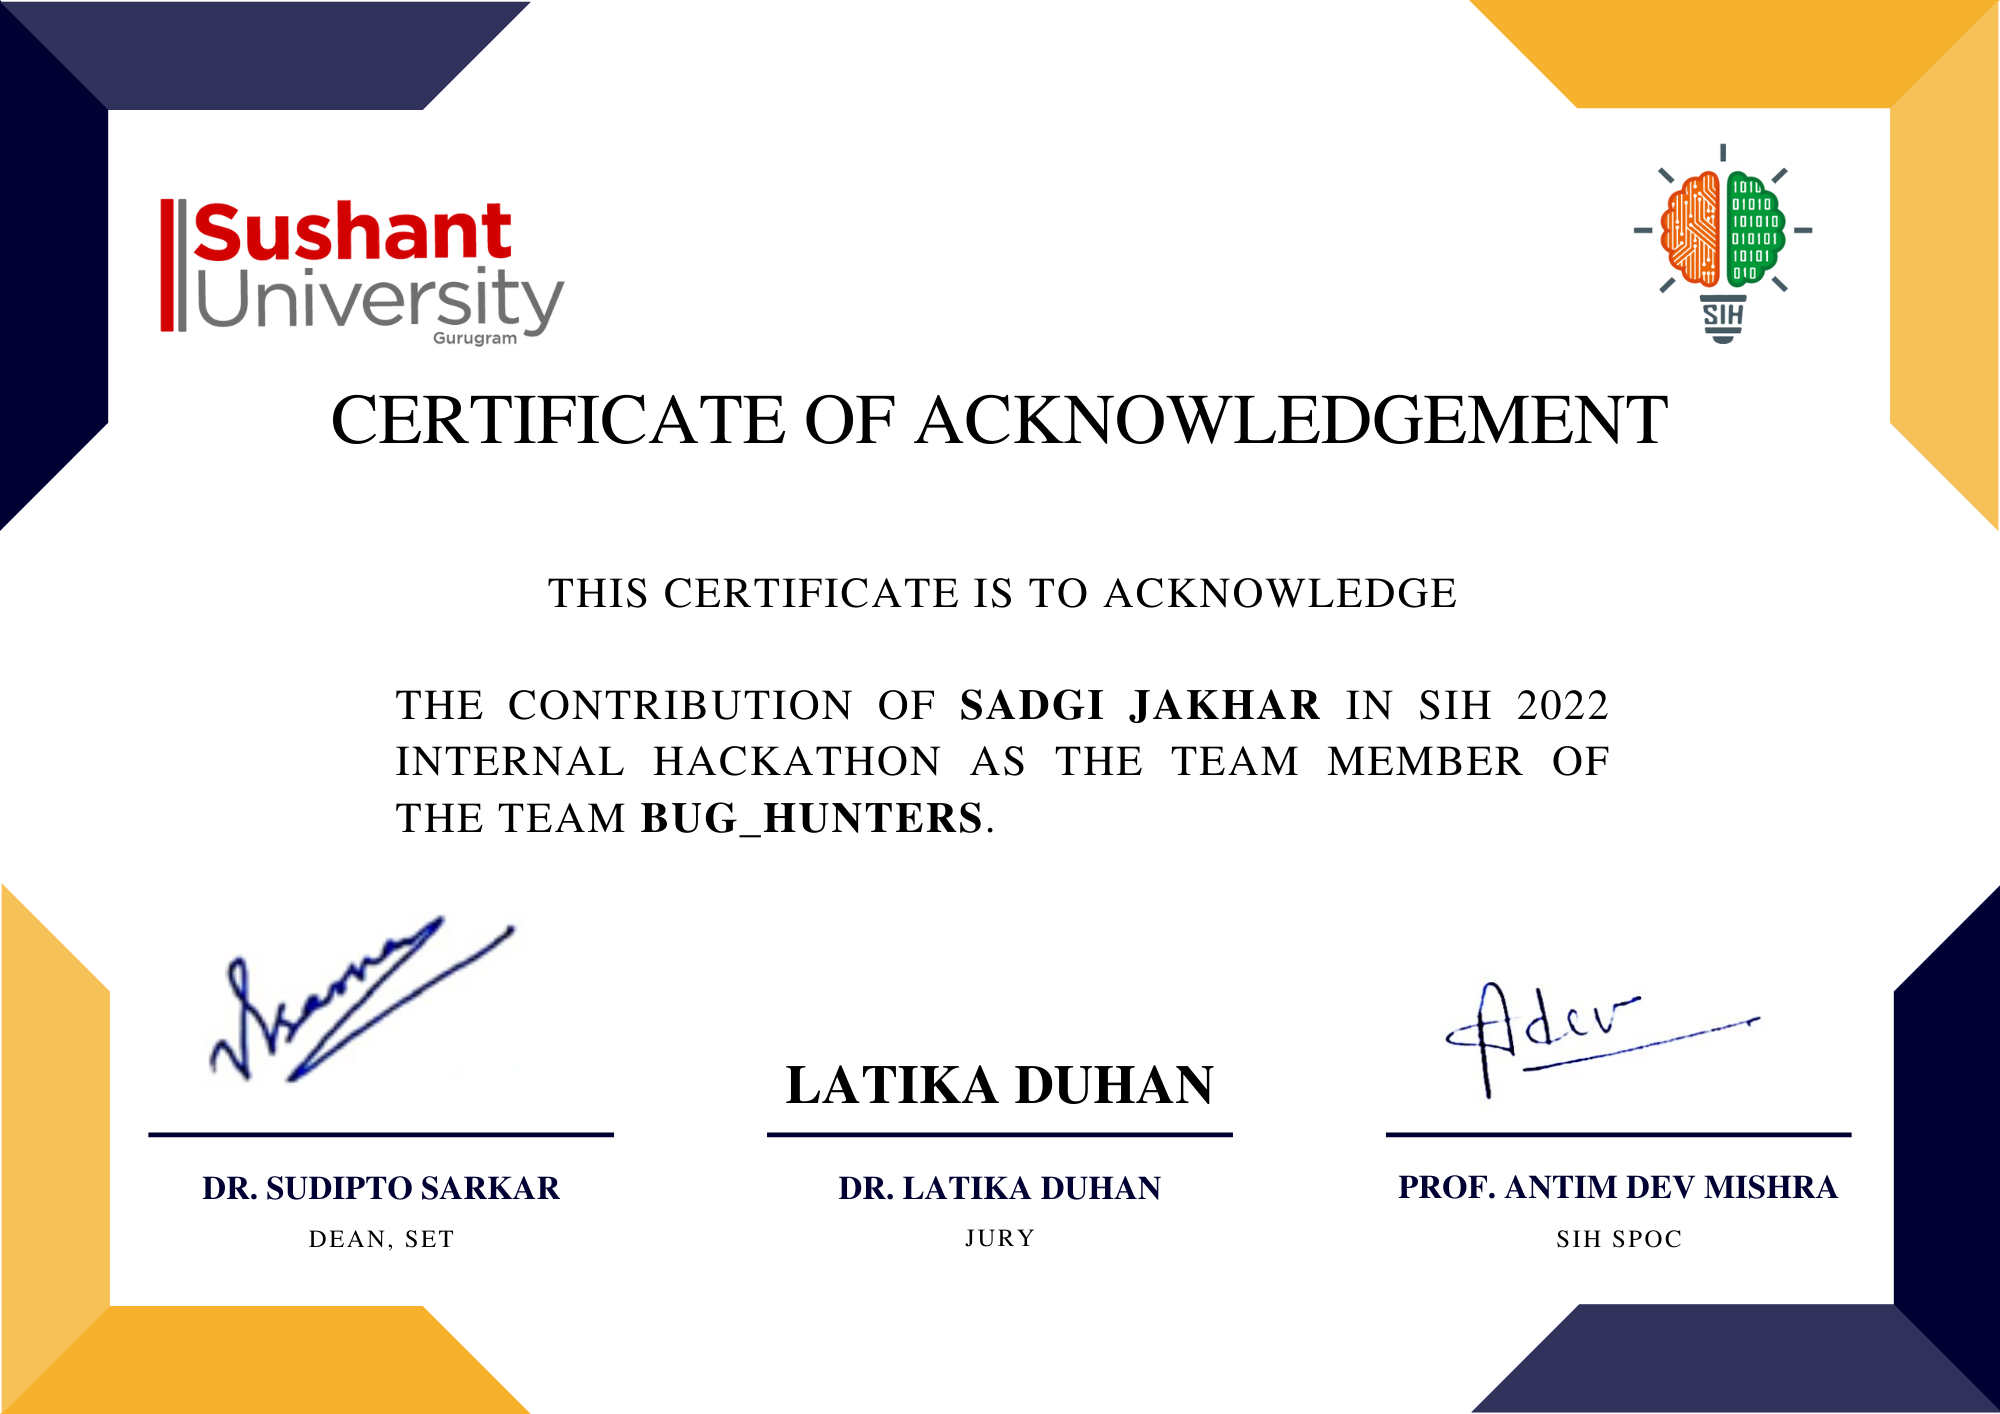 Sushant
University
Gurugram
1010
01010
101010
010101
10101
010
SIH
CERTIFICATE OF ACKNOWLEDGEMENT
THIS CERTIFICATE IS TO ACKNOWLEDGE
THE CONTRIBUTION OF SADGI JAKHAR IN SIH 2022
INTERNAL HACKATHON AS THE TEAM MEMBER OF
THE TEAM BUG_HUNTERS.
Adev
LATIKA DUHAN
DR. SUDIPTO SARKAR
DEAN, SET
DR. LATIKA DUHAN
JURY
PROF. ANTIM DEV MISHRA
SIH SPOC